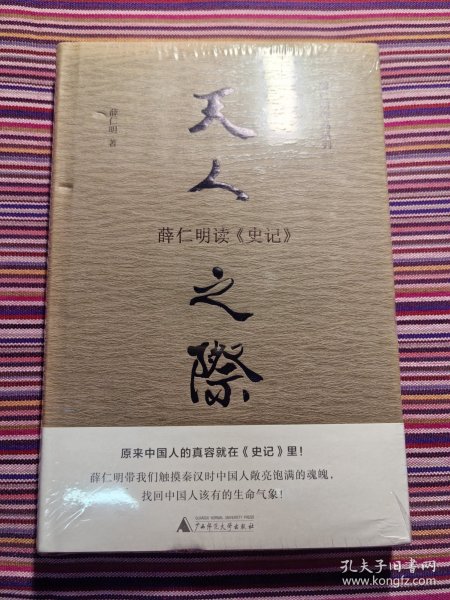 天人之際
薛仁明读《史记》
薛仁明 著
原来中国人的真容就在《史记》里！
薛仁明带我们触摸秦汉时中国人敞亮饱满的魂魄，
找回中国人该有的生命气象！
GUANGXI NORMAL UNIVERSITY PRESS
广西师范大学出版社
孔夫子旧书网
www.kongfz.com